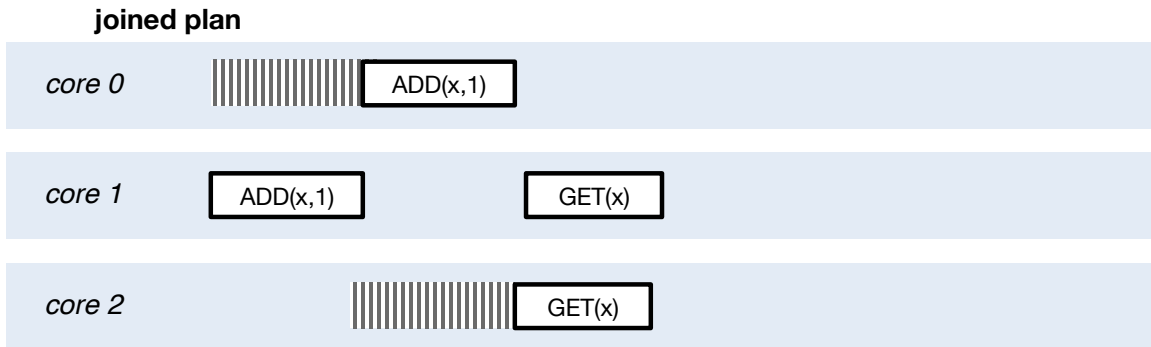 joined plan
core 0 ADD(x,1)
core 1 ADD(x,1) GET(x)
core 2 GET(x)